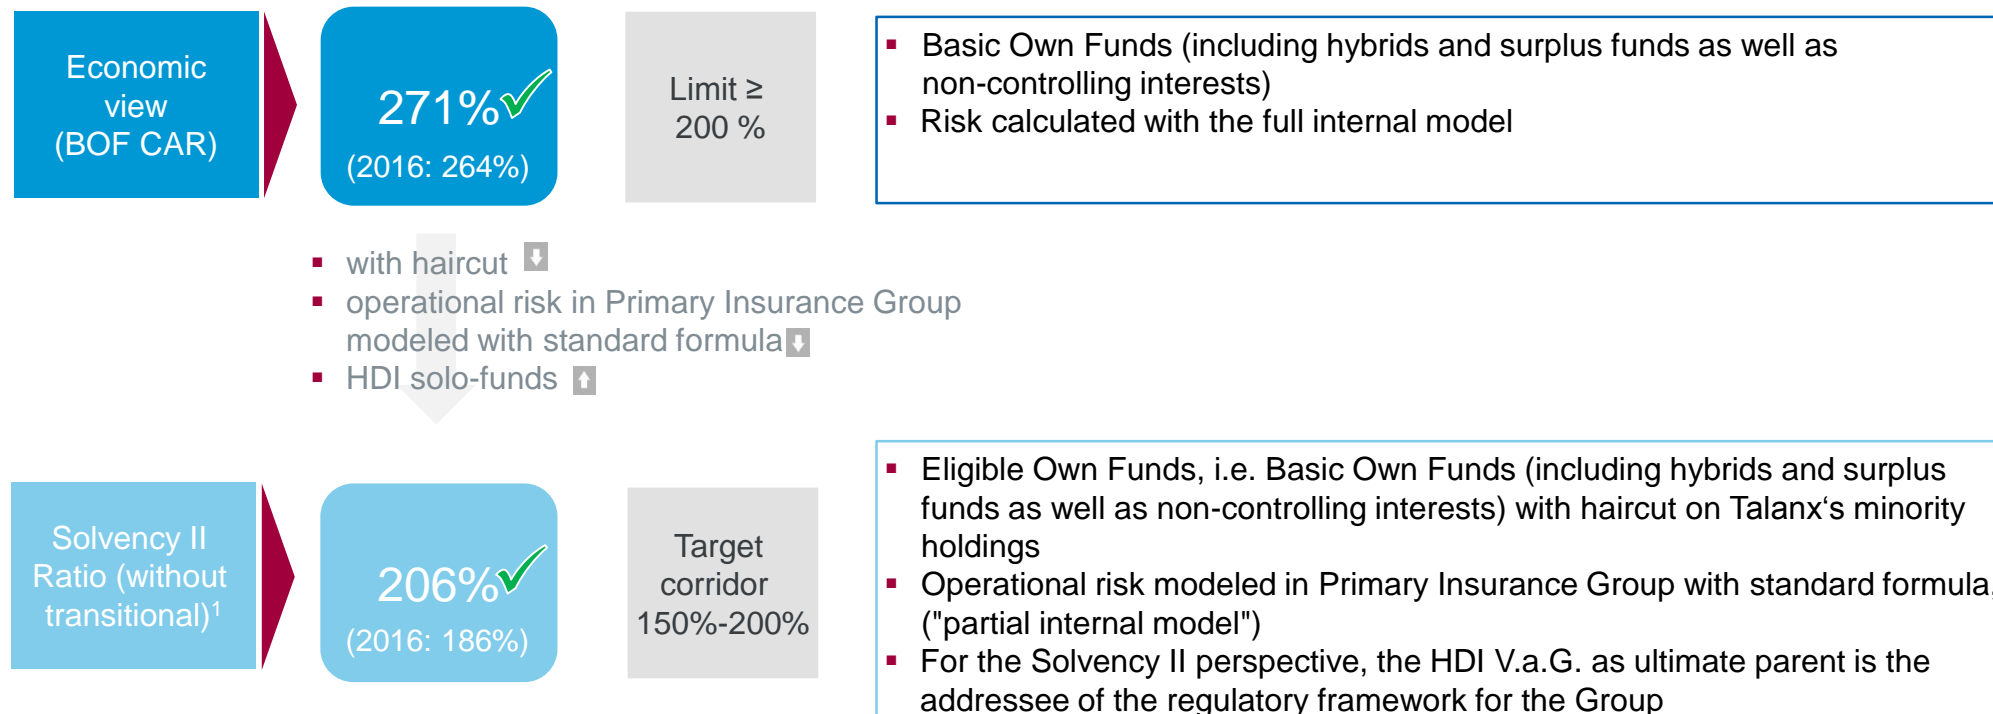 Economic
view
(BOF CAR)
271%
(2016: 264%)
Limit ≥
200 %
▪ Basic Own Funds (including hybrids and surplus funds as well as
non-controlling interests)
▪ Risk calculated with the full internal model
▪ with haircut
▪ operational risk in Primary Insurance Group
modeled with standard formula
▪ HDI solo-funds
Solvency II
Ratio (without
transitional)1
206%
(2016: 186%)
Target
corridor
150%-200%
▪ Eligible Own Funds, i.e. Basic Own Funds (including hybrids and surplus
funds as well as non-controlling interests) with haircut on Talanx‘s minority
holdings
▪ Operational risk modeled in Primary Insurance Group with standard formula,
("partial internal model")
▪ For the Solvency II perspective, the HDI V.a.G. as ultimate parent is the
addressee of the regulatory framework for the Group